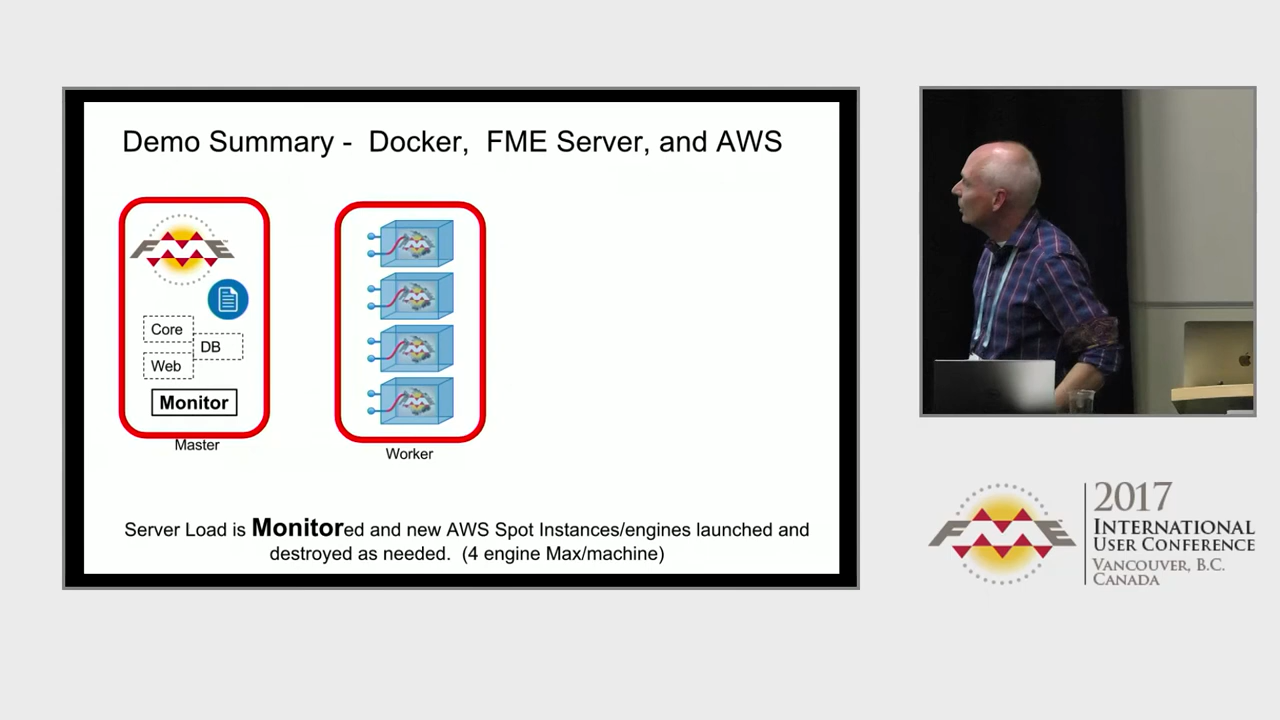 Demo Summary - Docker, FME Server, and AWS
FME
Core
DB
Web
Monitor
Master
Worker
Server Load is Monitored and new AWS Spot Instances/engines launched and
destroyed as needed. (4 engine Max/machine)
FME
2017
INTERNATIONAL
USER CONFERENCE
VANCOUVER, B.C.
CANADA